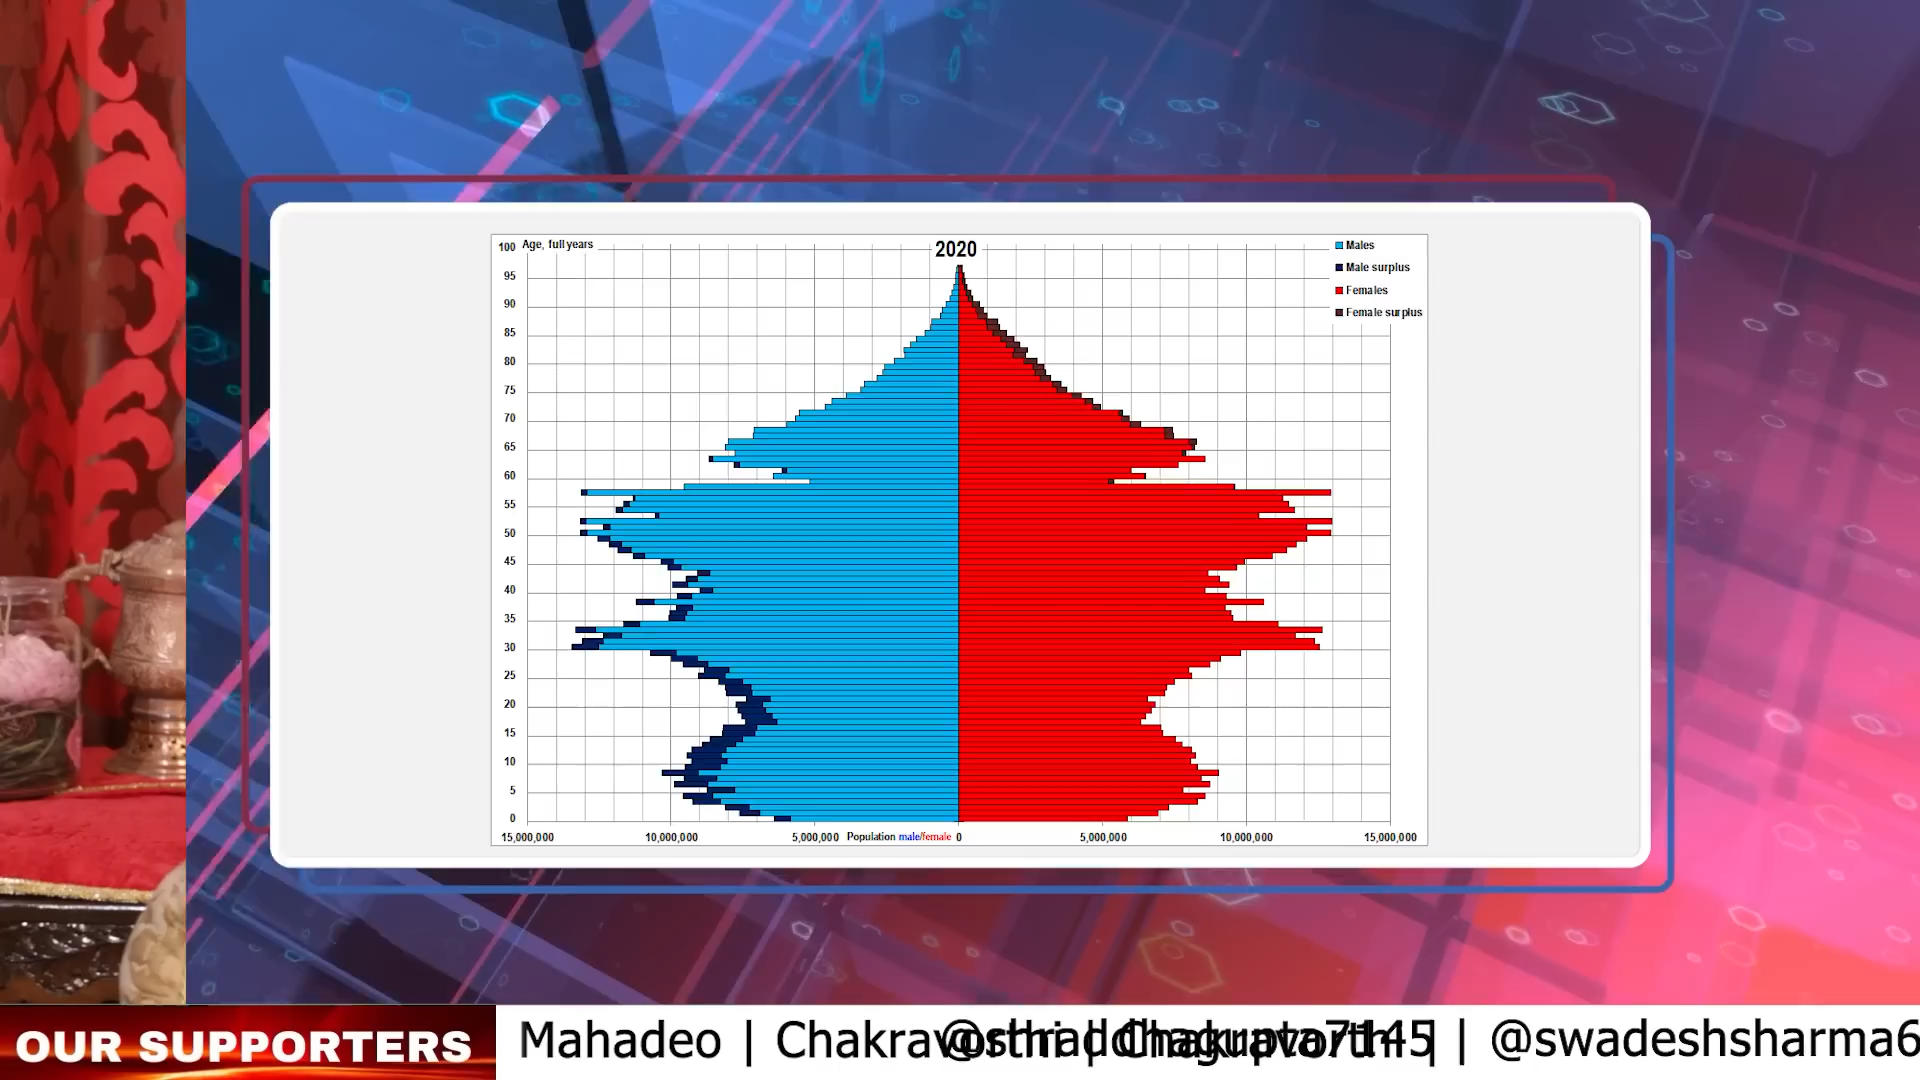 Age, full years
2020
100
95
90
85
80
75
70
65
60
55
50
45
40
35
30
25
20
15
10
5
0
Males
Male surplus
Females
Female surplus
15,000,000 10,000,000 5,000,000 Population male/female 0 5,000,000 10,000,000 15,000,000
OUR SUPPORTERS
Mahadeo | | @swadeshsharma6